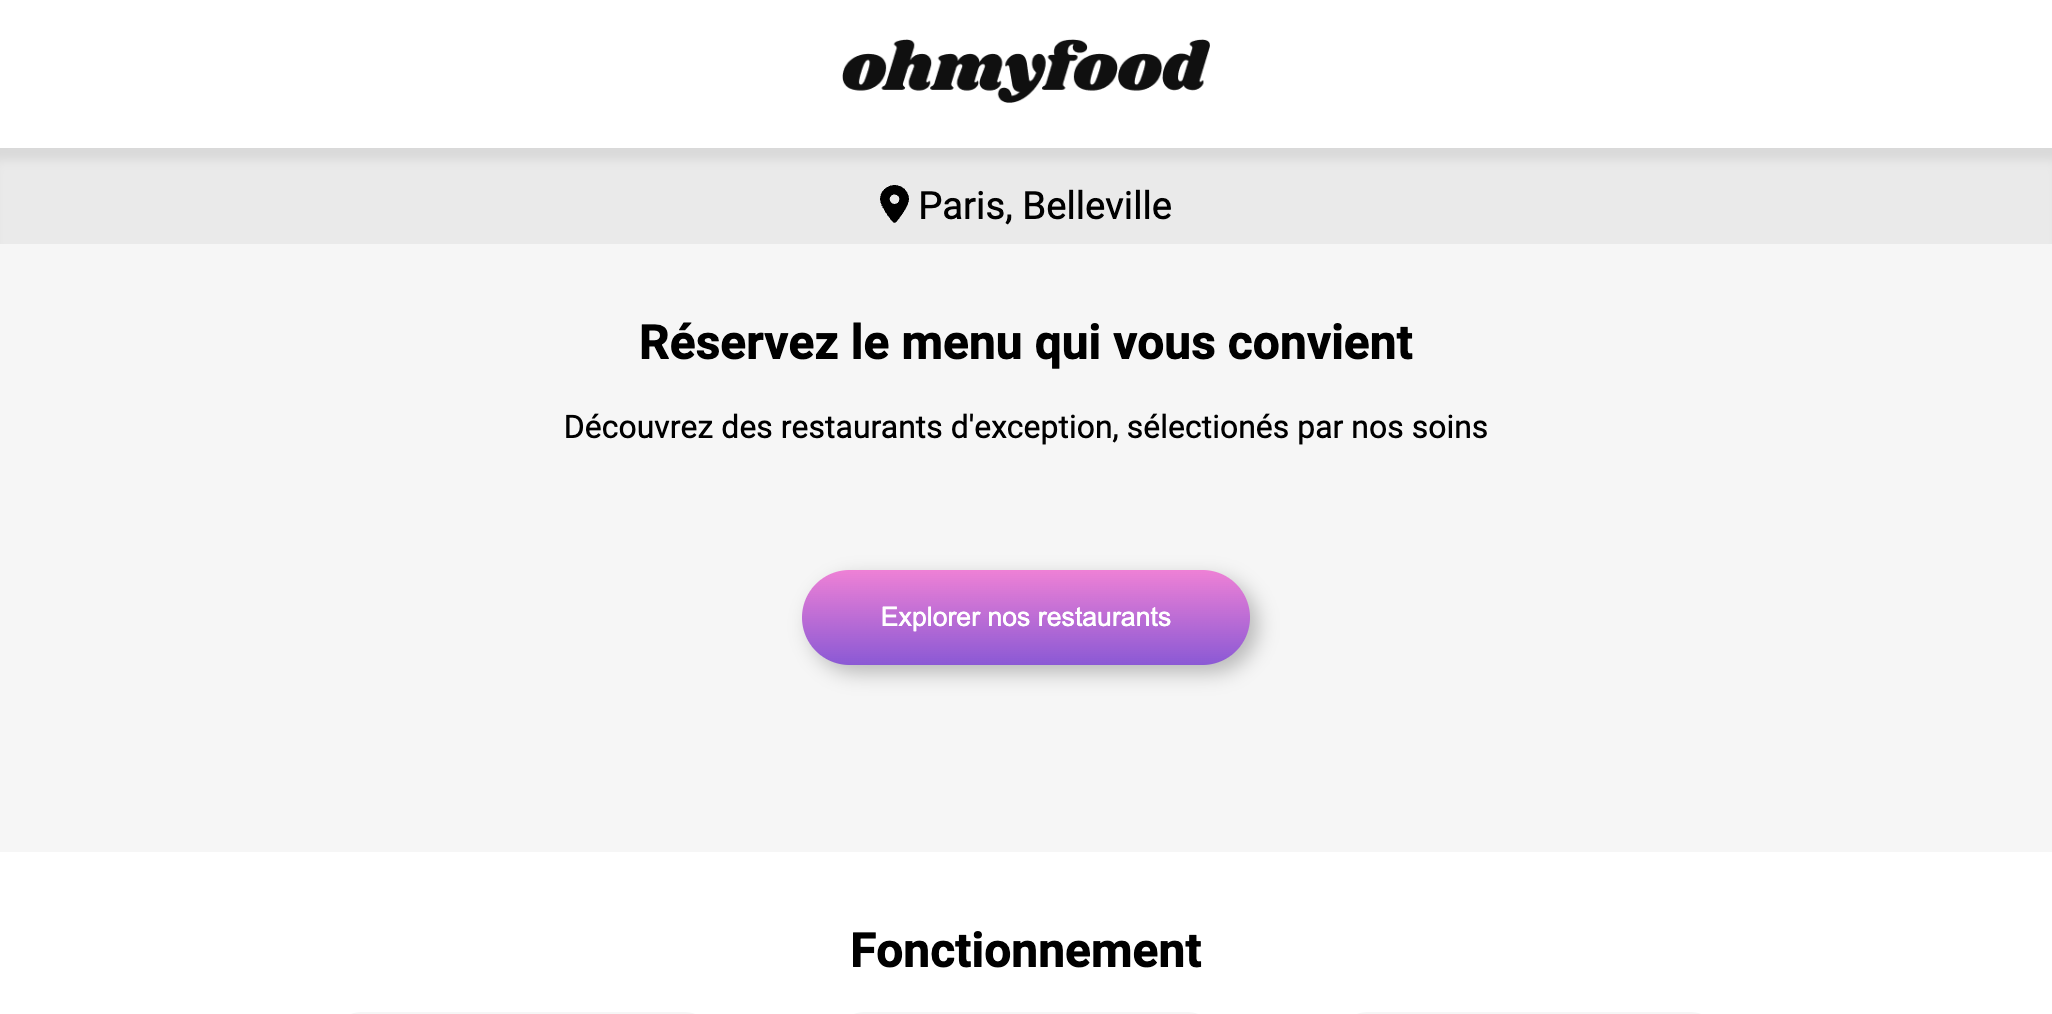 ohmyfood
Paris, Belleville
Réservez le menu qui vous convient
Découvrez des restaurants d'exception, sélectionés par nos soins
Explorer nos restaurants
Fonctionnement